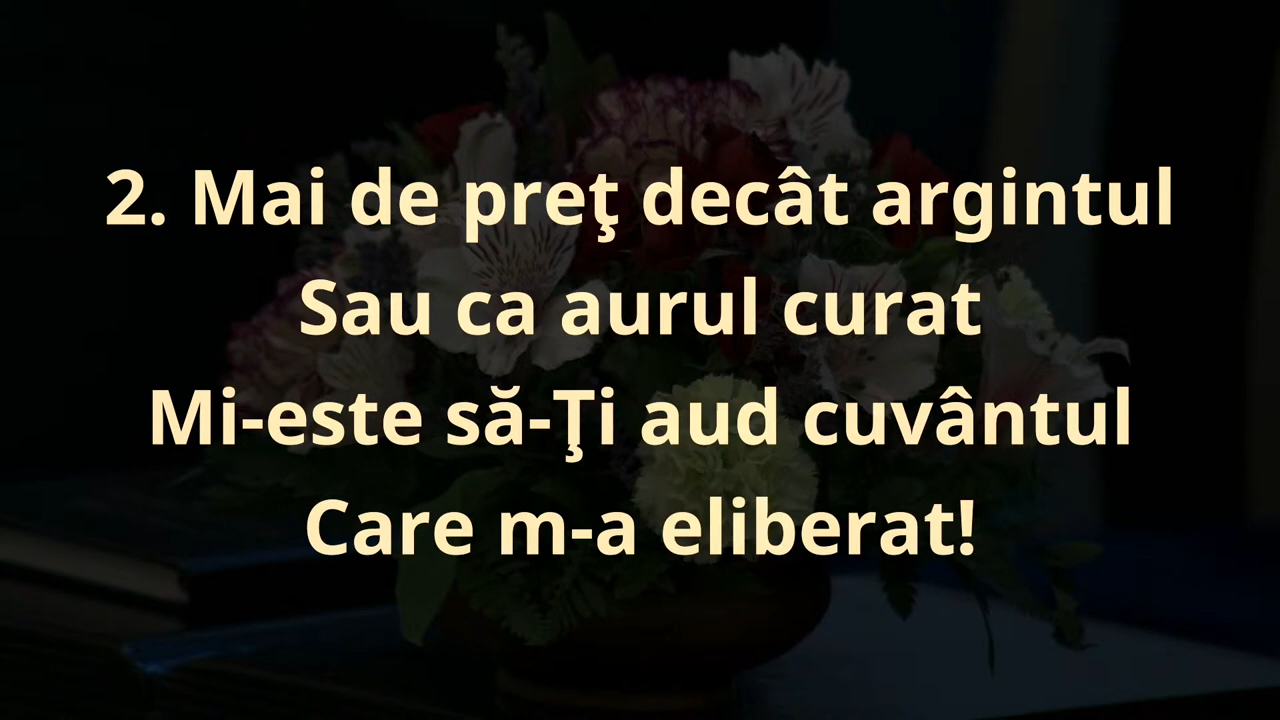 2. Mai de preţ decât argintul
Sau ca aurul curat
Mi-este să-Ţi aud cuvântul
Care m-a eliberat!